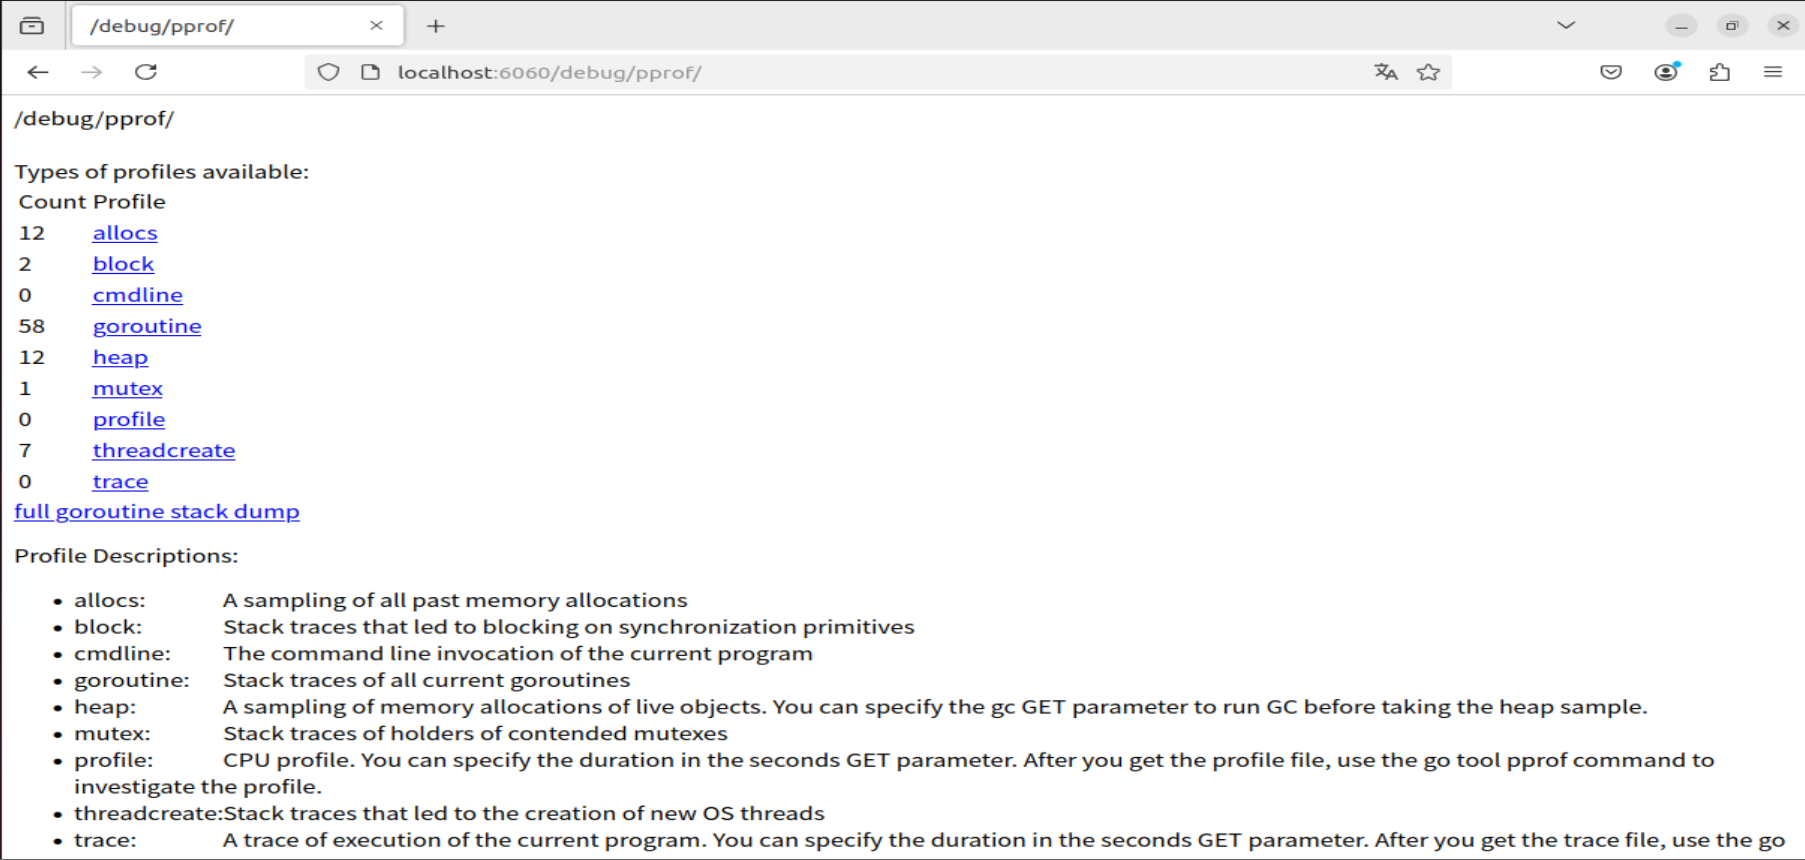 /debug/pprof/
localhost:6060/debug/pprof/
/debug/pprof/
Types of profiles available:
Count Profile
12 allocs
2 block
0 cmdline
58 goroutine
12 heap
1 mutex
0 profile
7 threadcreate
0 trace
full goroutine stack dump
Profile Descriptions:
• allocs: A sampling of all past memory allocations
• block: Stack traces that led to blocking on synchronization primitives
• cmdline: The command line invocation of the current program
• goroutine: Stack traces of all current goroutines
• heap: A sampling of memory allocations of live objects. You can specify the gc GET parameter to run GC before taking the heap sample.
• mutex: Stack traces of holders of contended mutexes
• profile: CPU profile. You can specify the duration in the seconds GET parameter. After you get the profile file, use the go tool pprof command to
investigate the profile.
• threadcreate:Stack traces that led to the creation of new OS threads
• trace: A trace of execution of the current program. You can specify the duration in the seconds GET parameter. After you get the trace file, use the go